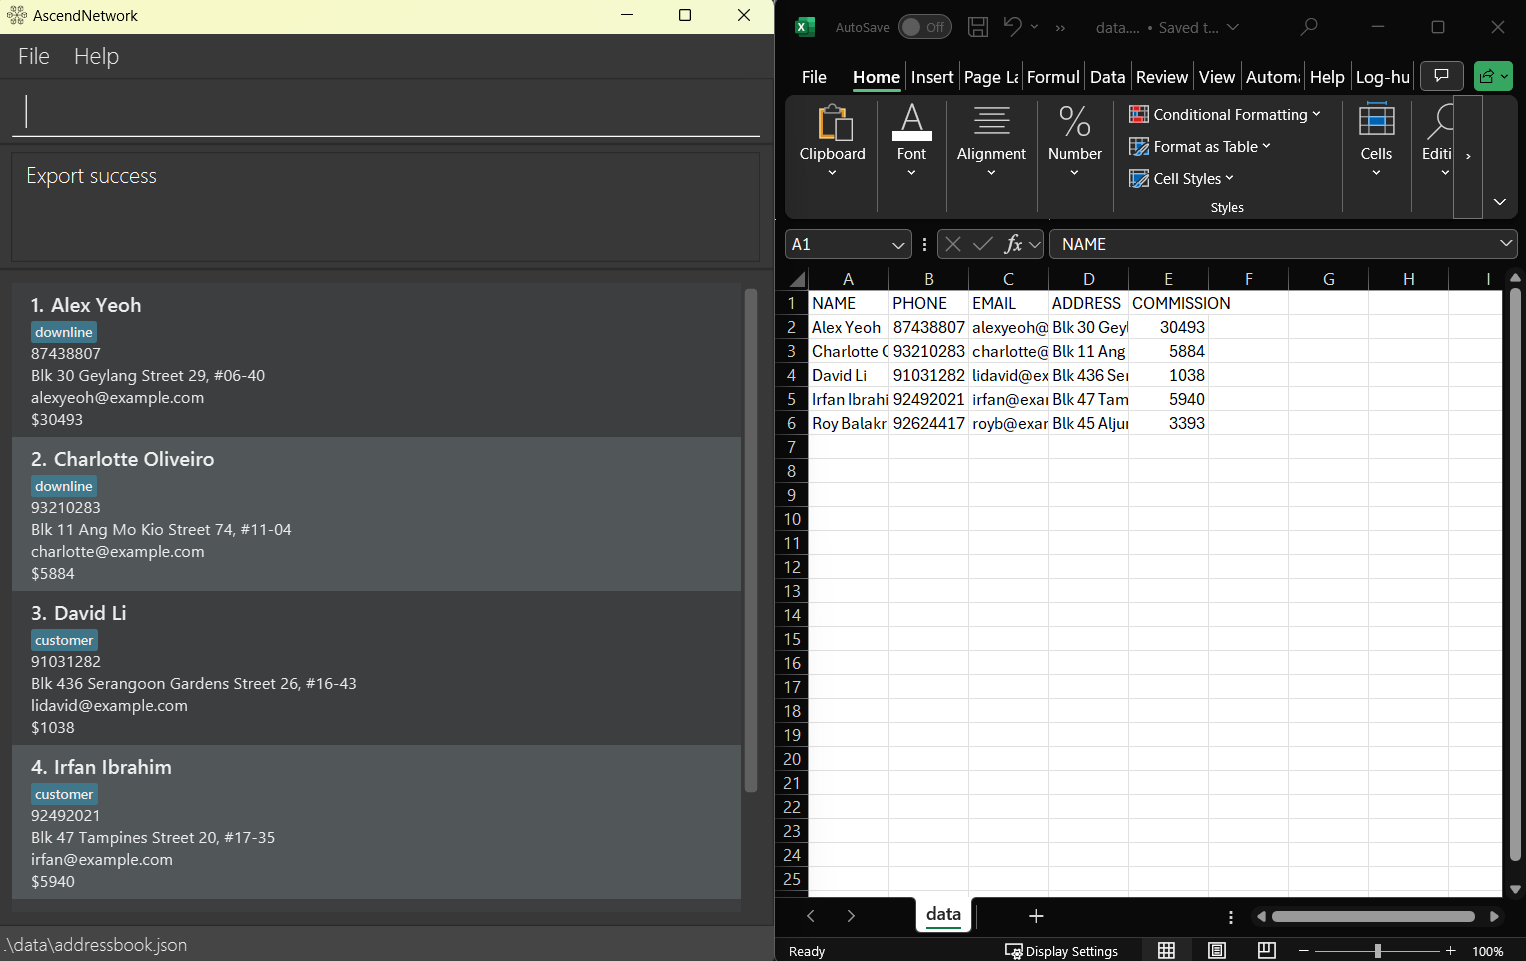 AscendNetwork
File Help
Export success
1. Alex Yeoh
downline
87438807
Blk 30 Geylang Street 29, #06-40
alexyeoh@example.com
$30493
2. Charlotte Oliveiro
downline
93210283
Blk 11 Ang Mo Kio Street 74, #11-04
charlotte@example.com
$5884
3. David Li
customer
91031282
Blk 436 Serangoon Gardens Street 26, #16-43
lidavid@example.com
$1038
4. Irfan Ibrahim
customer
92492021
Blk 47 Tampines Street 20, #17-35
irfan@example.com
$5940
.\data\addressbook.json
AutoSave Off data.... • Saved t...
File Home Insert Page La Formul Data Review View Automa Help Log-hu
Clipboard Font Alignment Number
Conditional Formatting
Format as Table
Cell Styles
Styles
Cells Editi
A1 fx NAME
A B C D E F G H I
1 NAME PHONE EMAIL ADDRESS COMMISSION
2 Alex Yeoh 87438807 alexyeoh@ Blk 30 Geyl 30493
3 Charlotte O 93210283 charlotte@ Blk 11 Ang 5884
4 David Li 91031282 lidavid@ex Blk 436 Ser 1038
5 Irfan Ibrahi 92492021 irfan@exar Blk 47 Tam 5940
6 Roy Balakr 92624417 royb@exar Blk 45 Alju 3393
7
8
9
10
11
12
13
14
15
16
17
18
19
20
21
22
23
24
25
data
Ready Display Settings 100%